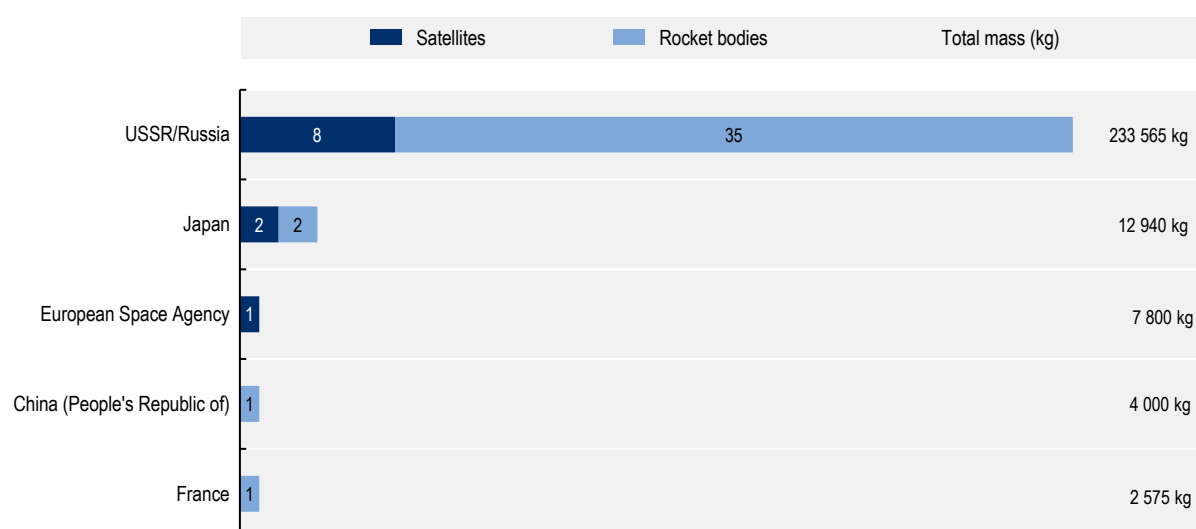 Satellites Rocket bodies Total mass (kg)
USSR/Russia 8 35 233 565 kg
Japan 2 2 12 940 kg
European Space Agency 1 7 800 kg
China (People's Republic of) 1 4 000 kg
France 1 2 575 kg